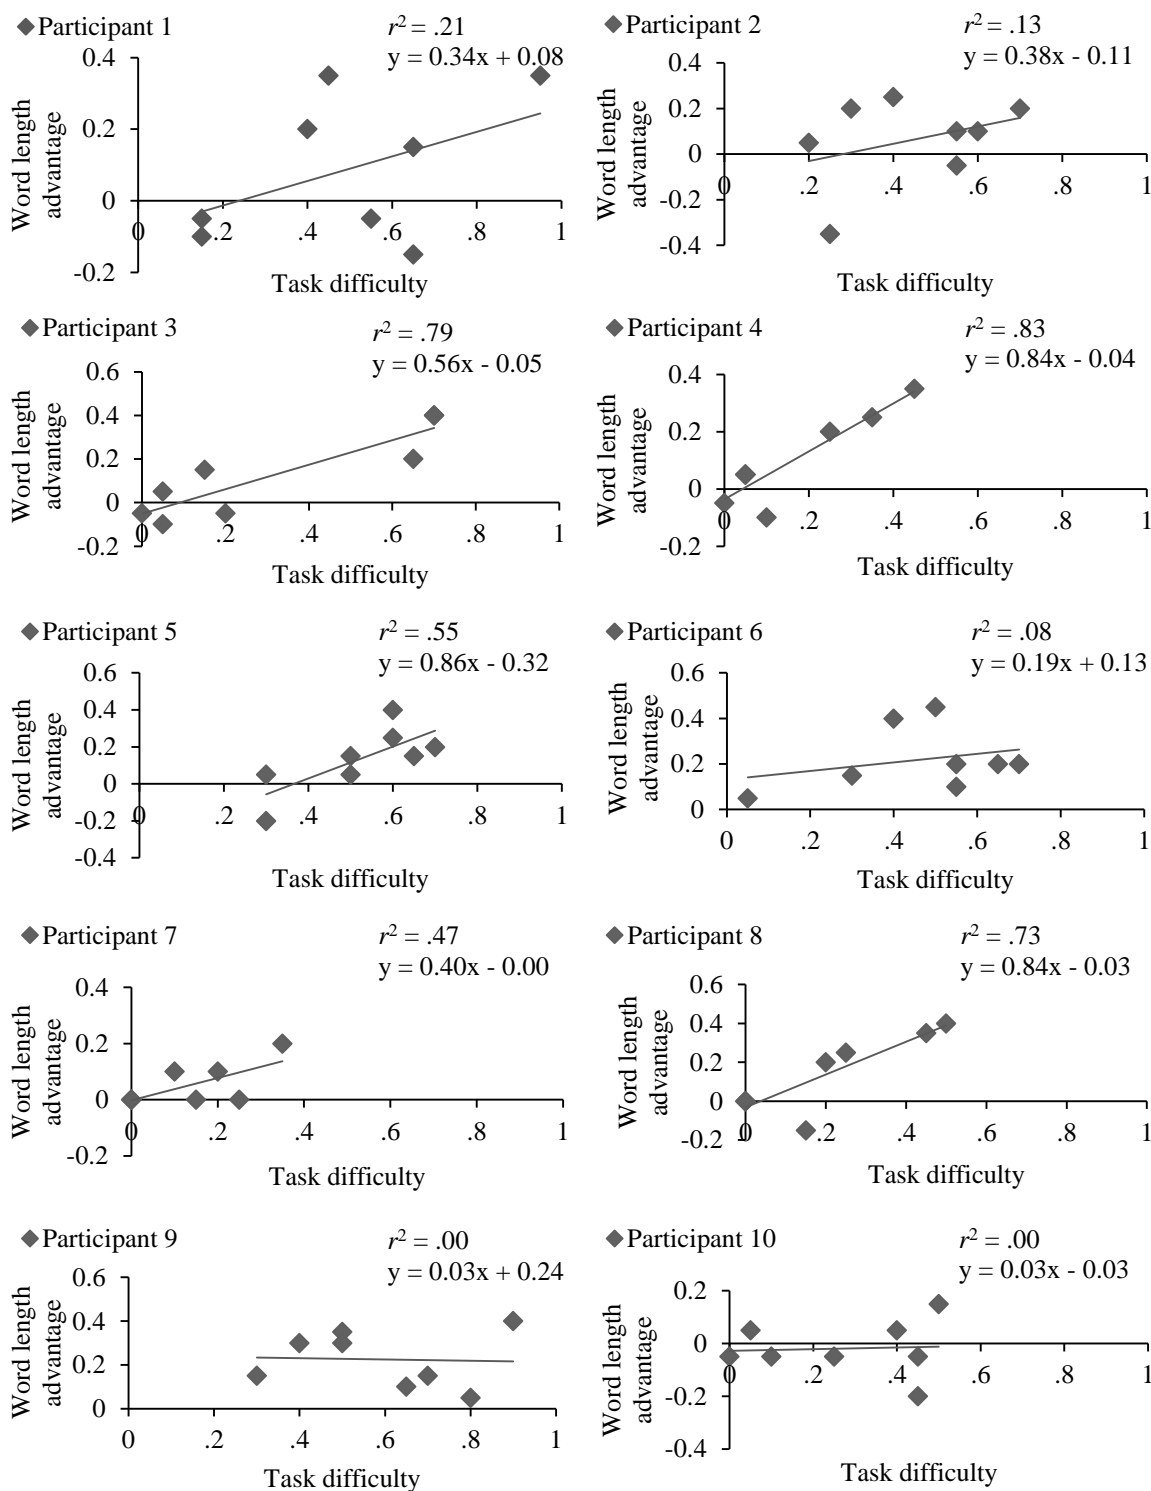 Participant 1
r² = .21
y = 0.34x + 0.08
Word length
advantage
0.4
0.2
0
-0.2
0 .2 .4 .6 .8 1
Task difficulty
Participant 2
r² = .13
y = 0.38x - 0.11
Word length
advantage
0.4
0.2
0
-0.2
-0.4
0 .2 .4 .6 .8 1
Task difficulty
Participant 3
r² = .79
y = 0.56x - 0.05
Word length
advantage
0.6
0.4
0.2
0
-0.2
0 .2 .4 .6 .8 1
Task difficulty
Participant 4
r² = .83
y = 0.84x - 0.04
Word length
advantage
0.4
0.2
0
-0.2
0 .2 .4 .6 .8 1
Task difficulty
Participant 5
r² = .55
y = 0.86x - 0.32
Word length
advantage
0.6
0.4
0.2
0
-0.2
-0.4
0 .2 .4 .6 .8 1
Task difficulty
Participant 6
r² = .08
y = 0.19x + 0.13
Word length
advantage
0.6
0.4
0.2
0
0 .2 .4 .6 .8 1
Task difficulty
Participant 7
r² = .47
y = 0.40x - 0.00
Word length
advantage
0.4
0.2
0
-0.2
0 .2 .4 .6 .8 1
Task difficulty
Participant 8
r² = .73
y = 0.84x - 0.03
Word length
advantage
0.6
0.4
0.2
0
-0.2
0 .2 .4 .6 .8 1
Task difficulty
Participant 9
r² = .00
y = 0.03x + 0.24
Word length
advantage
0.6
0.4
0.2
0
0 .2 .4 .6 .8 1
Task difficulty
Participant 10
r² = .00
y = 0.03x - 0.03
Word length
advantage
0.2
0
-0.2
-0.4
0 .2 .4 .6 .8 1
Task difficulty